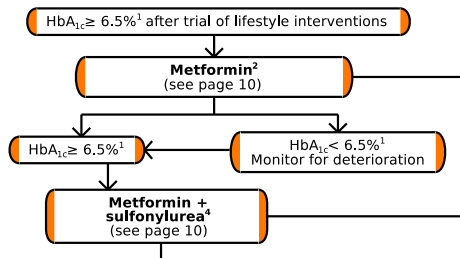 HbA1c≥ 6.5%¹ after trial of lifestyle interventions
Metformin²
(see page 10)
HbA1c≥ 6.5%¹
HbA1c< 6.5%¹
Monitor for deterioration
Metformin +
sulfonylurea⁴
(see page 10)